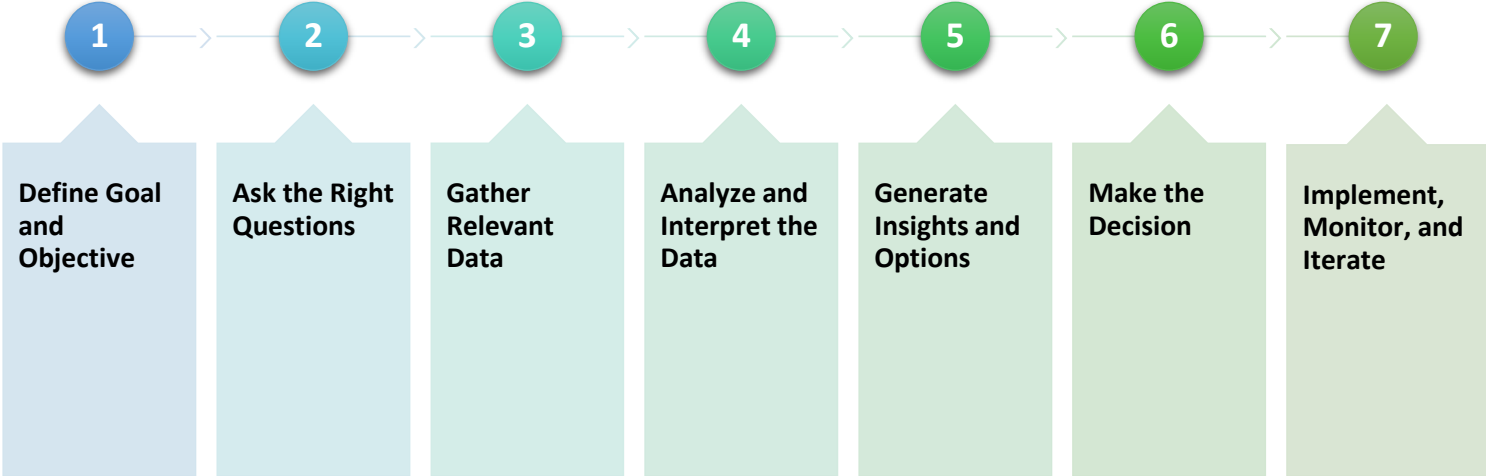 1
2
3
4
5
6
7
Define Goal
and
Objective
Ask the Right
Questions
Gather
Relevant
Data
Analyze and
Interpret the
Data
Generate
Insights and
Options
Make the
Decision
Implement,
Monitor, and
Iterate